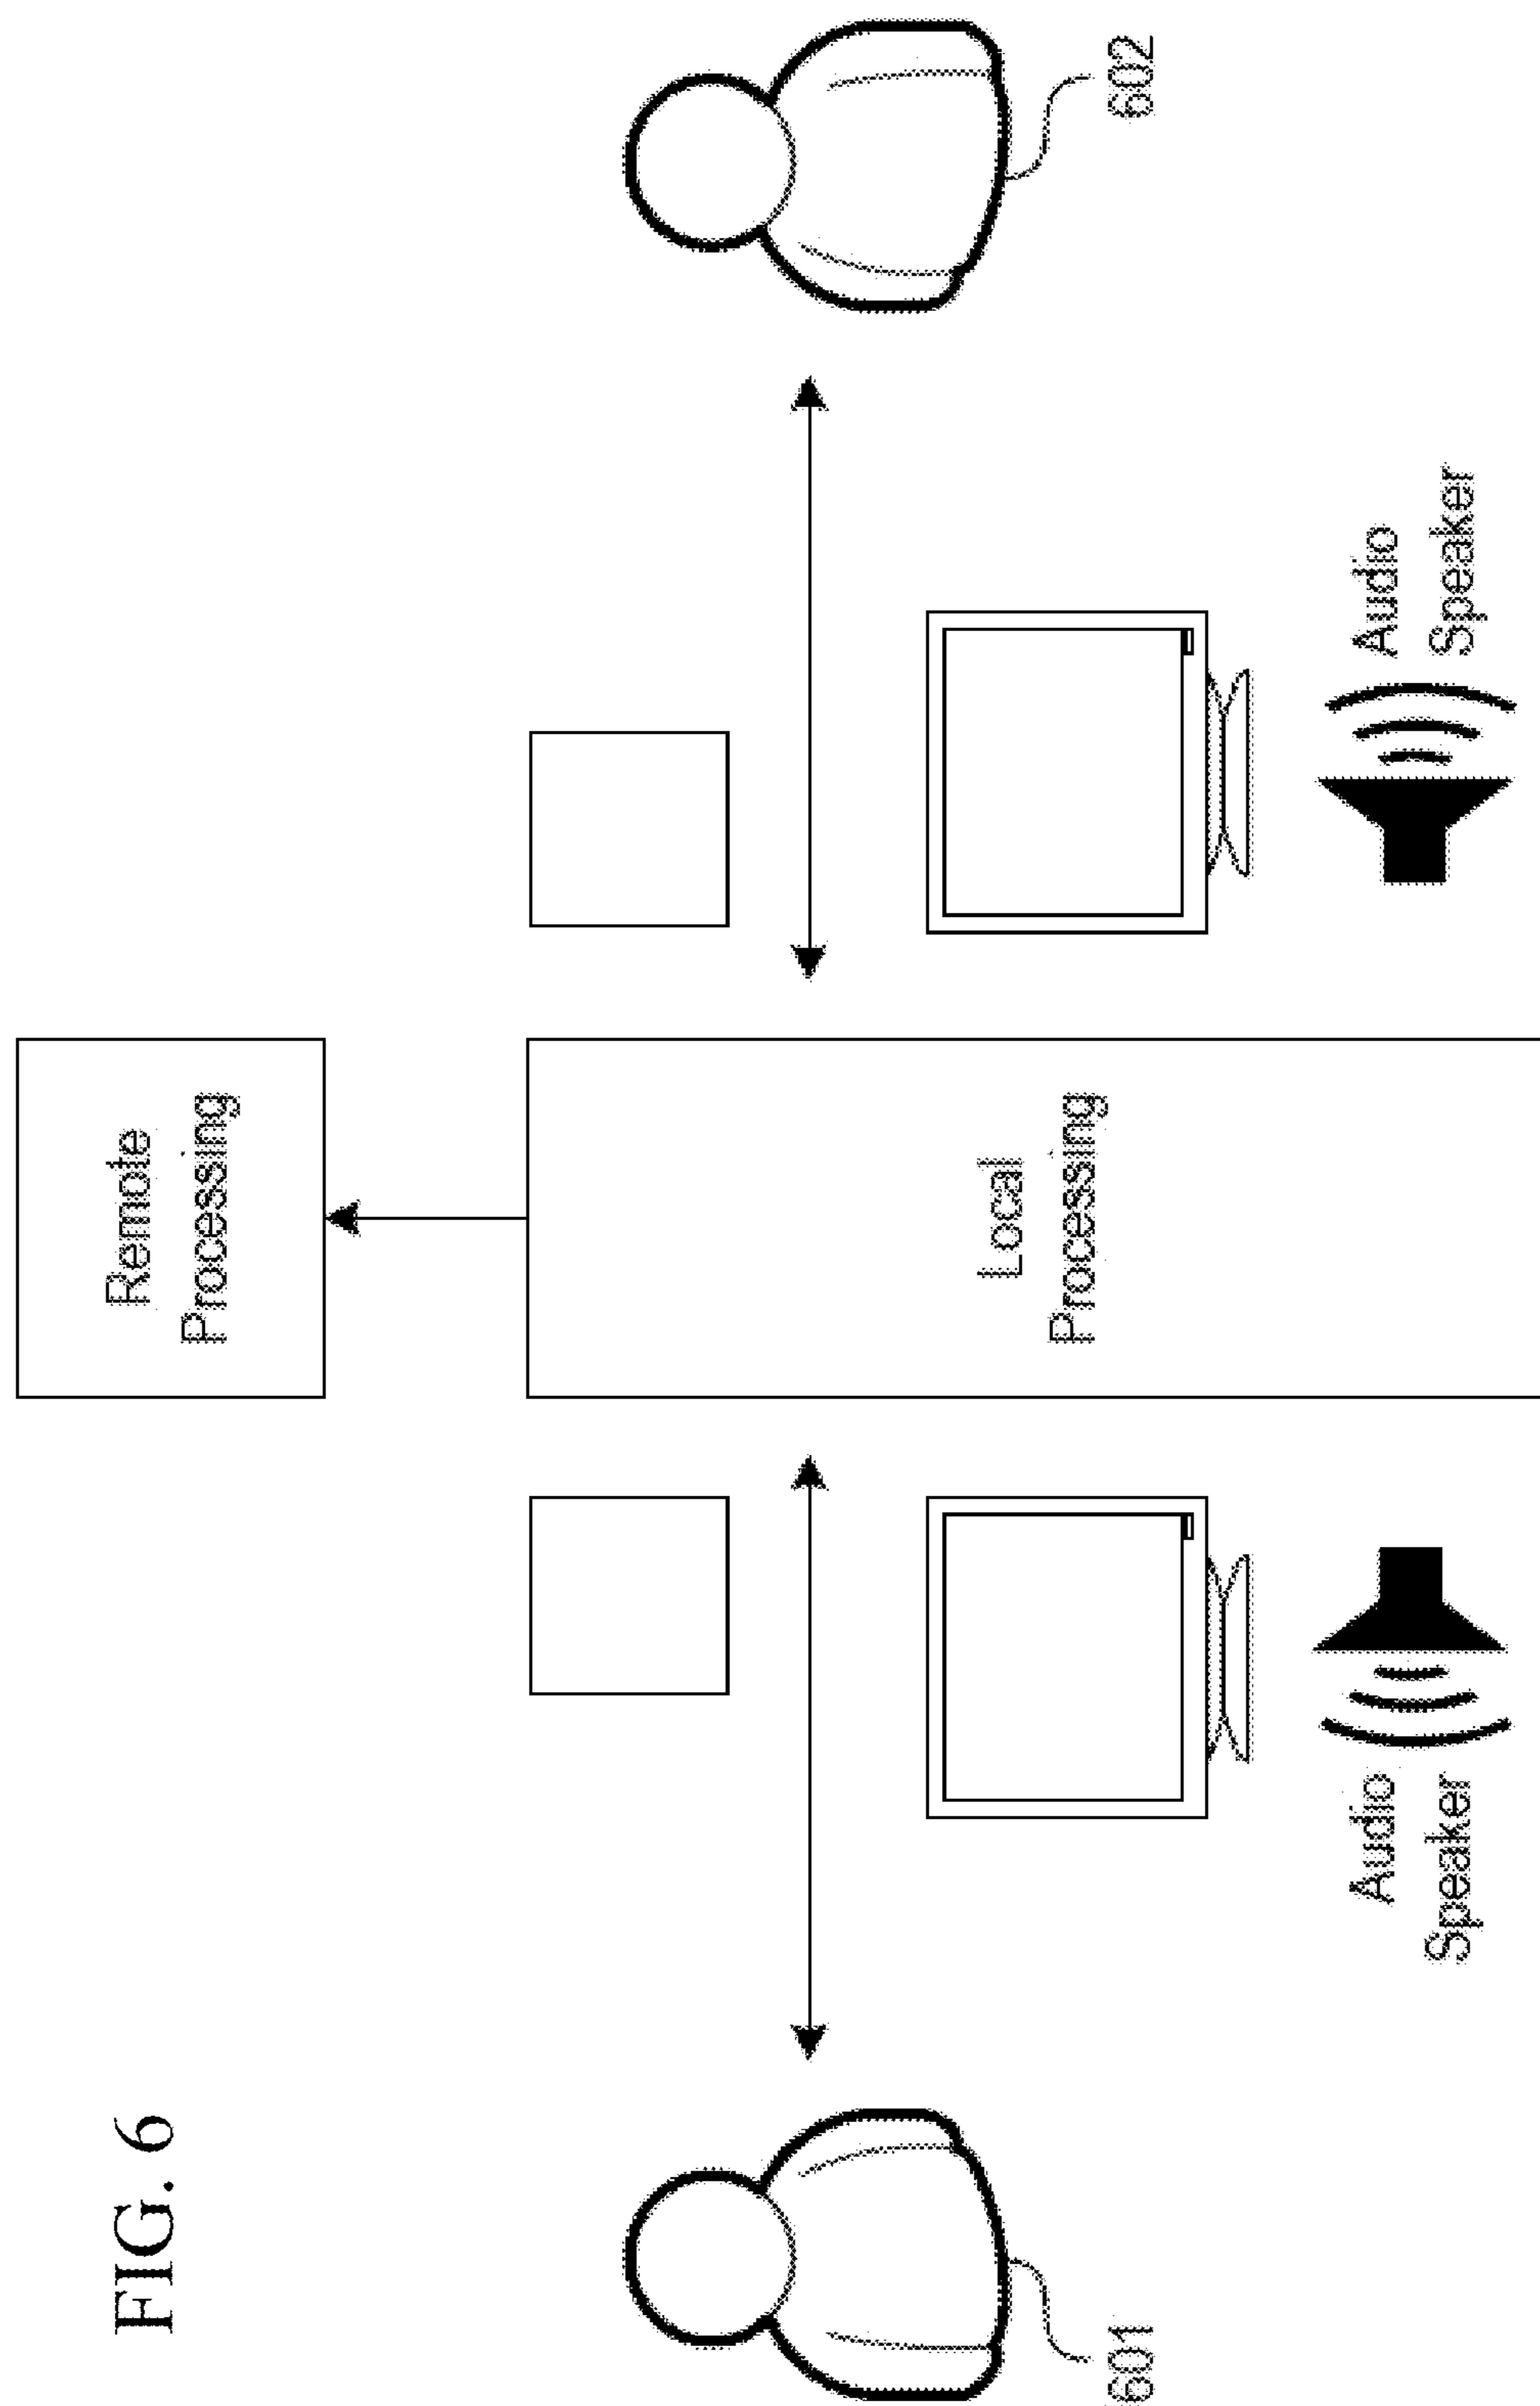 FIG. 6
Remote
Processing
Local
Processing
Audio
Speaker
Audio
Speaker
601
602